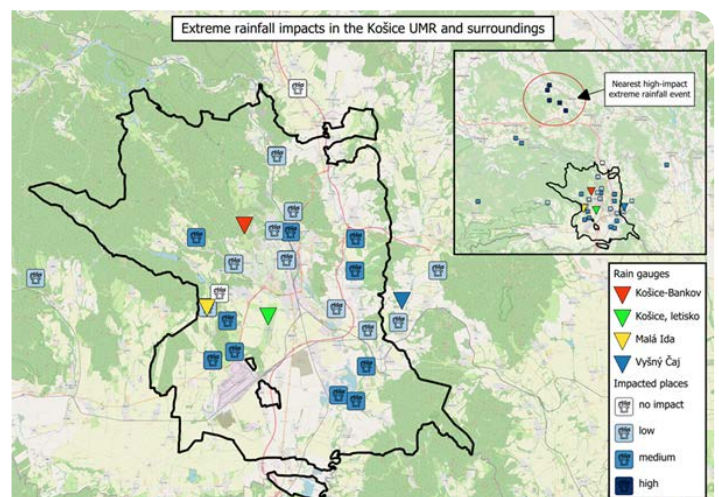 Extreme rainfall impacts in the Košice UMR and surroundings
Nearest high-impact
extreme rainfall event
Rain gauges
Košice-Bankov
Košice, letisko
Malá Ida
Vyšný Čaj
Impacted places
no impact
low
medium
high